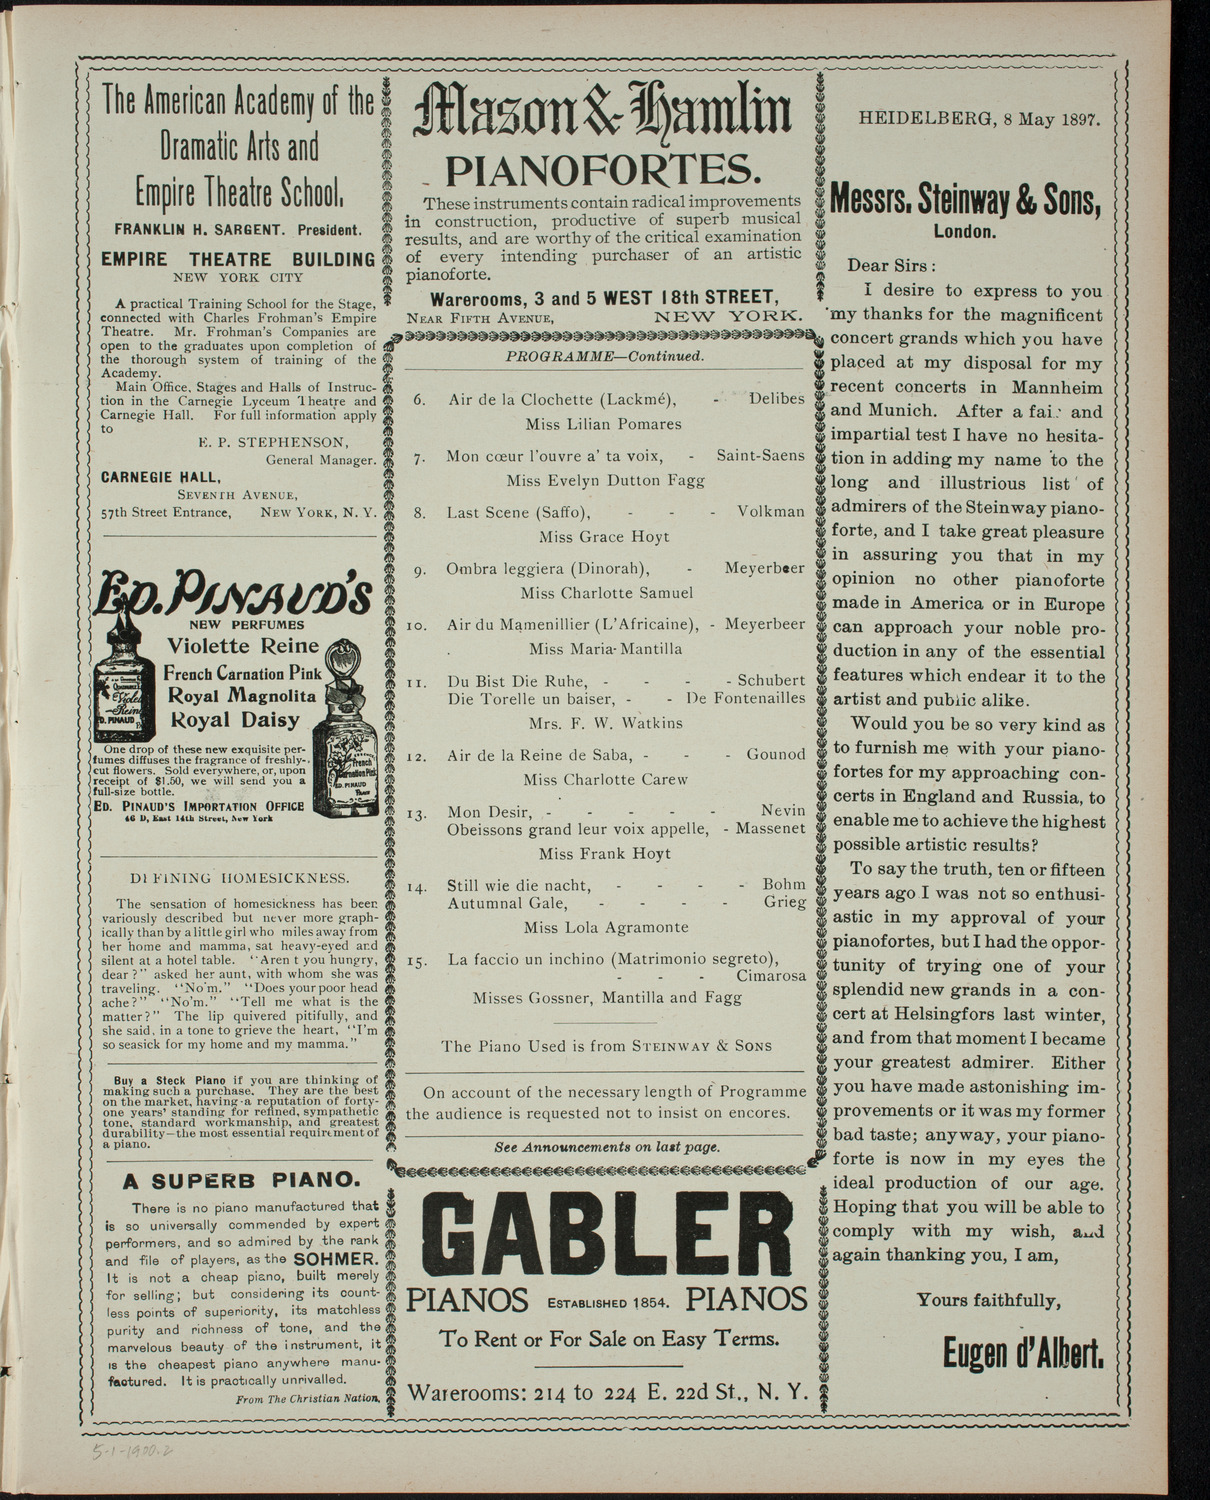 The American Academy of the
Dramatic Arts and
Empire Theatre School.
FRANKLIN H. SARGENT. President.
EMPIRE THEATRE BUILDING
NEW YORK CITY
A practical Training School for the Stage,
connected with Charles Frohman's Empire
Theatre. Mr. Frohman's Companies are
open to the graduates upon completion of
the thorough system of training of the
Academy.
Main Office, Stages and Halls of Instruc-
tion in the Carnegie Lyceum Theatre and
Carnegie Hall. For full information apply
to
E. P. STEPHENSON,
General Manager.
CARNEGIE HALL,
SEVENTH AVENUE,
57th Street Entrance, NEW YORK, N. Y.
ED. PINAUD'S
NEW PERFUMES
Violette Reine
French Carnation Pink
Royal Magnolita
Royal Daisy
One drop of these new exquisite per-
fumes diffuses the fragrance of freshly-
cut flowers. Sold everywhere, or, upon
receipt of $1.50, we will send you a
full-size bottle.
ED. PINAUD'S IMPORTATION OFFICE
46 D, East 14th Street, New York
DEFINING HOMESICKNESS.
The sensation of homesickness has been
variously described but never more graph-
ically than by a little girl who miles away from
her home and mamma, sat heavy-eyed and
silent at a hotel table. "Aren t you hungry,
dear?" asked her aunt, with whom she was
traveling. "No'm." "Does your poor head
ache?" "No'm." "Tell me what is the
matter?" The lip quivered pitifully, and
she said. in a tone to grieve the heart, "I'm
so seasick for my home and my mamma."
Buy a Steck Piano if you are thinking of
making such a purchase. They are the best
on the market, having a reputation of forty-
one years' standing for refined, sympathetic
tone, standard workmanship, and greatest
durability—the most essential requirement of
a piano.
A SUPERB PIANO.
There is no piano manufactured that
is so universally commended by expert
performers, and so admired by the rank
and file of players, as the SOHMER.
It is not a cheap piano, built merely
for selling; but considering its count-
less points of superiority, its matchless
purity and richness of tone, and the
marvelous beauty of the instrument, it
is the cheapest piano anywhere manu-
factured. It is practically unrivalled.
From The Christian Nation.
Mason & Hamlin
PIANOFORTES.
These instruments contain radical improvements
in construction, productive of superb musical
results, and are worthy of the critical examination
of every intending purchaser of an artistic
pianoforte.
Warerooms, 3 and 5 WEST 18th STREET,
NEAR FIFTH AVENUE, NEW YORK.
PROGRAMME—Continued.
6. Air de la Clochette (Lackmé), - Delibes
Miss Lilian Pomares
7. Mon cœur l'ouvre a' ta voix, - Saint-Saens
Miss Evelyn Dutton Fagg
8. Last Scene (Saffo), - - - Volkman
Miss Grace Hoyt
9. Ombra leggiera (Dinorah), - Meyerbeer
Miss Charlotte Samuel
10. Air du Mamenillier (L'Africaine), - Meyerbeer
Miss Maria Mantilla
11. Du Bist Die Ruhe, - - - - Schubert
Die Torelle un baiser, - - De Fontenailles
Mrs. F. W. Watkins
12. Air de la Reine de Saba, - - - Gounod
Miss Charlotte Carew
13. Mon Desir, - - - - - Nevin
Obeissons grand leur voix appelle, - Massenet
Miss Frank Hoyt
14. Still wie die nacht, - - - - Bohm
Autumnal Gale, - - - - Grieg
Miss Lola Agramonte
15. La faccio un inchino (Matrimonio segreto),
- - - Cimarosa
Misses Gossner, Mantilla and Fagg
The Piano Used is from STEINWAY & SONS
On account of the necessary length of Programme
the audience is requested not to insist on encores.
See Announcements on last page.
GABLER
PIANOS ESTABLISHED 1854. PIANOS
To Rent or For Sale on Easy Terms.
Warerooms: 214 to 224 E. 22d St., N. Y.
HEIDELBERG, 8 May 1897.
Messrs. Steinway & Sons,
London.
Dear Sirs:
I desire to express to you
my thanks for the magnificent
concert grands which you have
placed at my disposal for my
recent concerts in Mannheim
and Munich. After a fair and
impartial test I have no hesita-
tion in adding my name to the
long and illustrious list of
admirers of the Steinway piano-
forte, and I take great pleasure
in assuring you that in my
opinion no other pianoforte
made in America or in Europe
can approach your noble pro-
duction in any of the essential
features which endear it to the
artist and public alike.
Would you be so very kind as
to furnish me with your piano-
fortes for my approaching con-
certs in England and Russia, to
enable me to achieve the highest
possible artistic results?
To say the truth, ten or fifteen
years ago I was not so enthusi-
astic in my approval of your
pianofortes, but I had the oppor-
tunity of trying one of your
splendid new grands in a con-
cert at Helsingfors last winter,
and from that moment I became
your greatest admirer. Either
you have made astonishing im-
provements or it was my former
bad taste; anyway, your piano-
forte is now in my eyes the
ideal production of our age.
Hoping that you will be able to
comply with my wish, and
again thanking you, I am,
Yours faithfully,
Eugen d'Albert.
5-1-1900.2